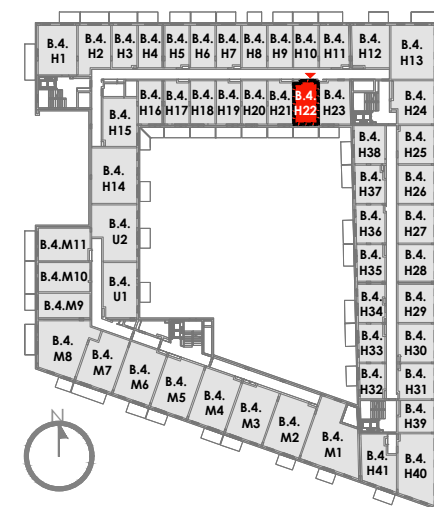 B.4.
H1
B.4.
H2
B.4.
H3
B.4.
H4
B.4.
H5
B.4.
H6
B.4.
H7
B.4.
H8
B.4.
H9
B.4.
H10
B.4.
H11
B.4.
H12
B.4.
H13
B.4.
H15
B.4.
H16
B.4.
H17
B.4.
H18
B.4.
H19
B.4.
H20
B.4.
H21
B.4.
H22
B.4.
H23
B.4.
H24
B.4.
H38
B.4.
H25
B.4.
H14
B.4.
H37
B.4.
H26
B.4.
U2
B.4.
H36
B.4.
H27
B.4.M11
B.4.
H35
B.4.
H28
B.4.M10
B.4.
U1
B.4.
H34
B.4.
H29
B.4.M9
B.4.
M8
B.4.
M7
B.4.
M6
B.4.
M5
B.4.
M4
B.4.
M3
B.4.
M2
B.4.
M1
B.4.
H33
B.4.
H30
B.4.
H32
B.4.
H31
B.4.
H39
B.4.
H41
B.4.
H40
N